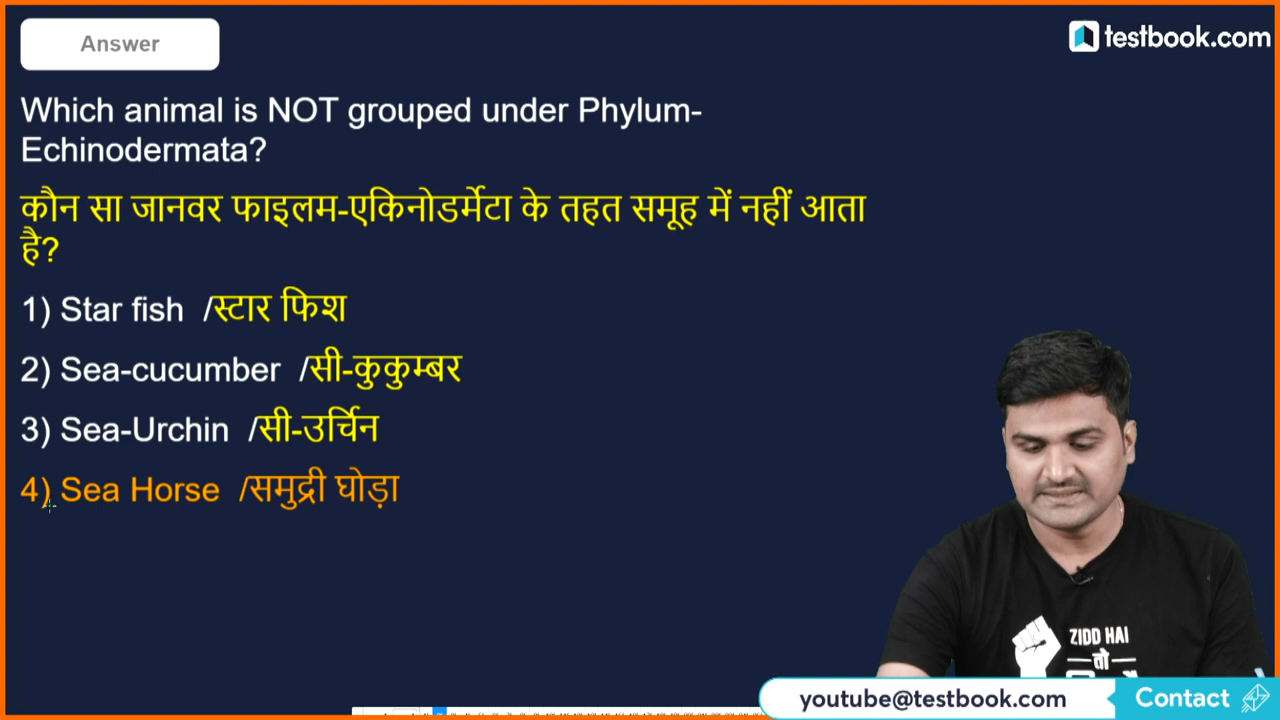 Answer
testbook.com
Which animal is NOT grouped under Phylum-
Echinodermata?
कौन सा जानवर फाइलम-एकिनोडर्मेटा के तहत समूह में नहीं आता
है?
1) Star fish /स्टार फिश
2) Sea-cucumber /सी-कुकुम्बर
3) Sea-Urchin /सी-उर्चिन
4) Sea Horse /समुद्री घोड़ा
ZIDD HAI
तो
youtube@testbook.com
Contact